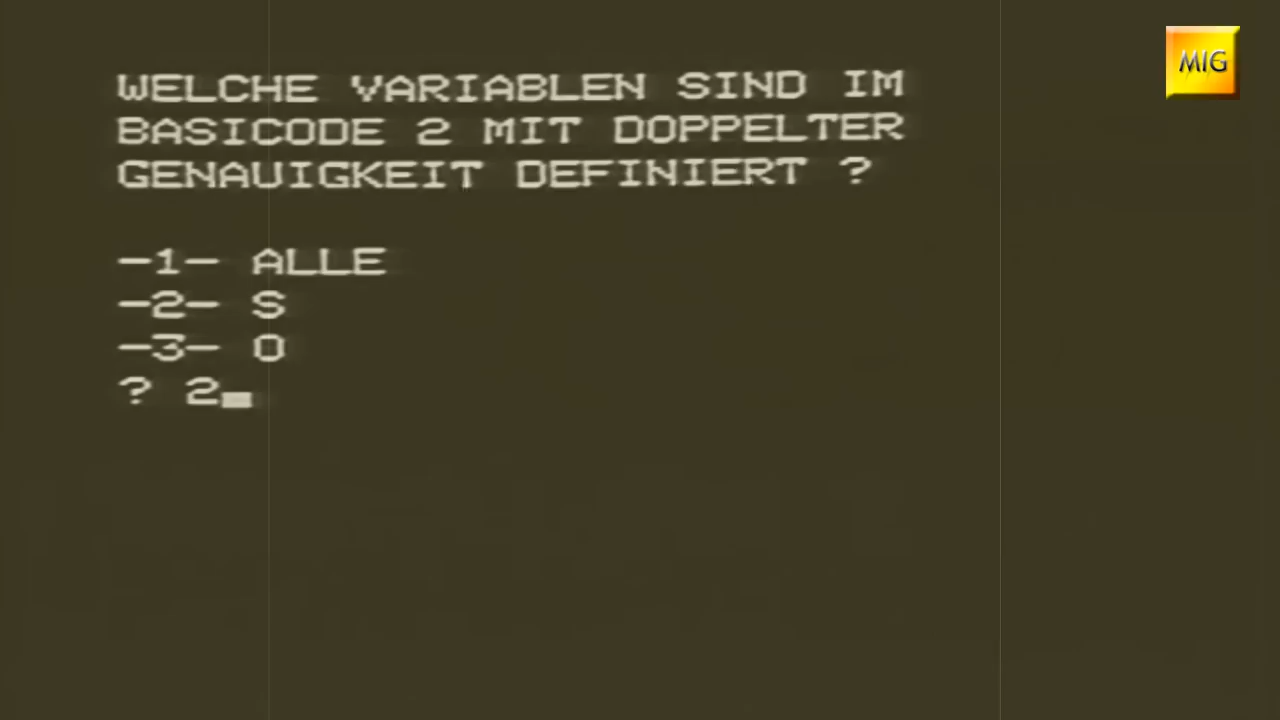 WELCHE VARIABLEN SIND IM
BASICODE 2 MIT DOPPELTER
GENAUIGKEIT DEFINIERT ?
-1- ALLE
-2- S
-3- O
? 2
MIG